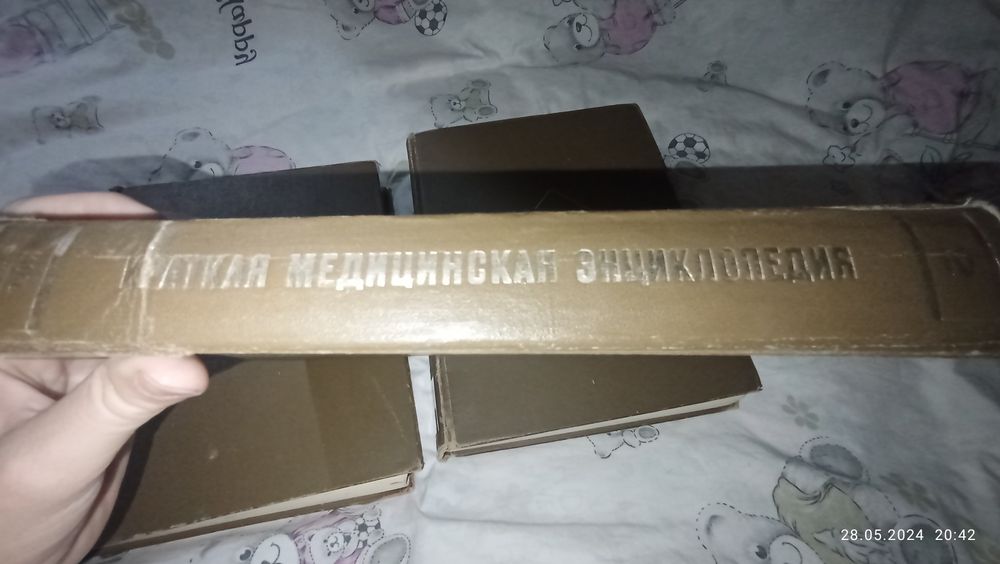 КРАТКАЯ МЕДИЦИНСКАЯ ЭНЦИКЛОПЕДИЯ
28.05.2024 20:42